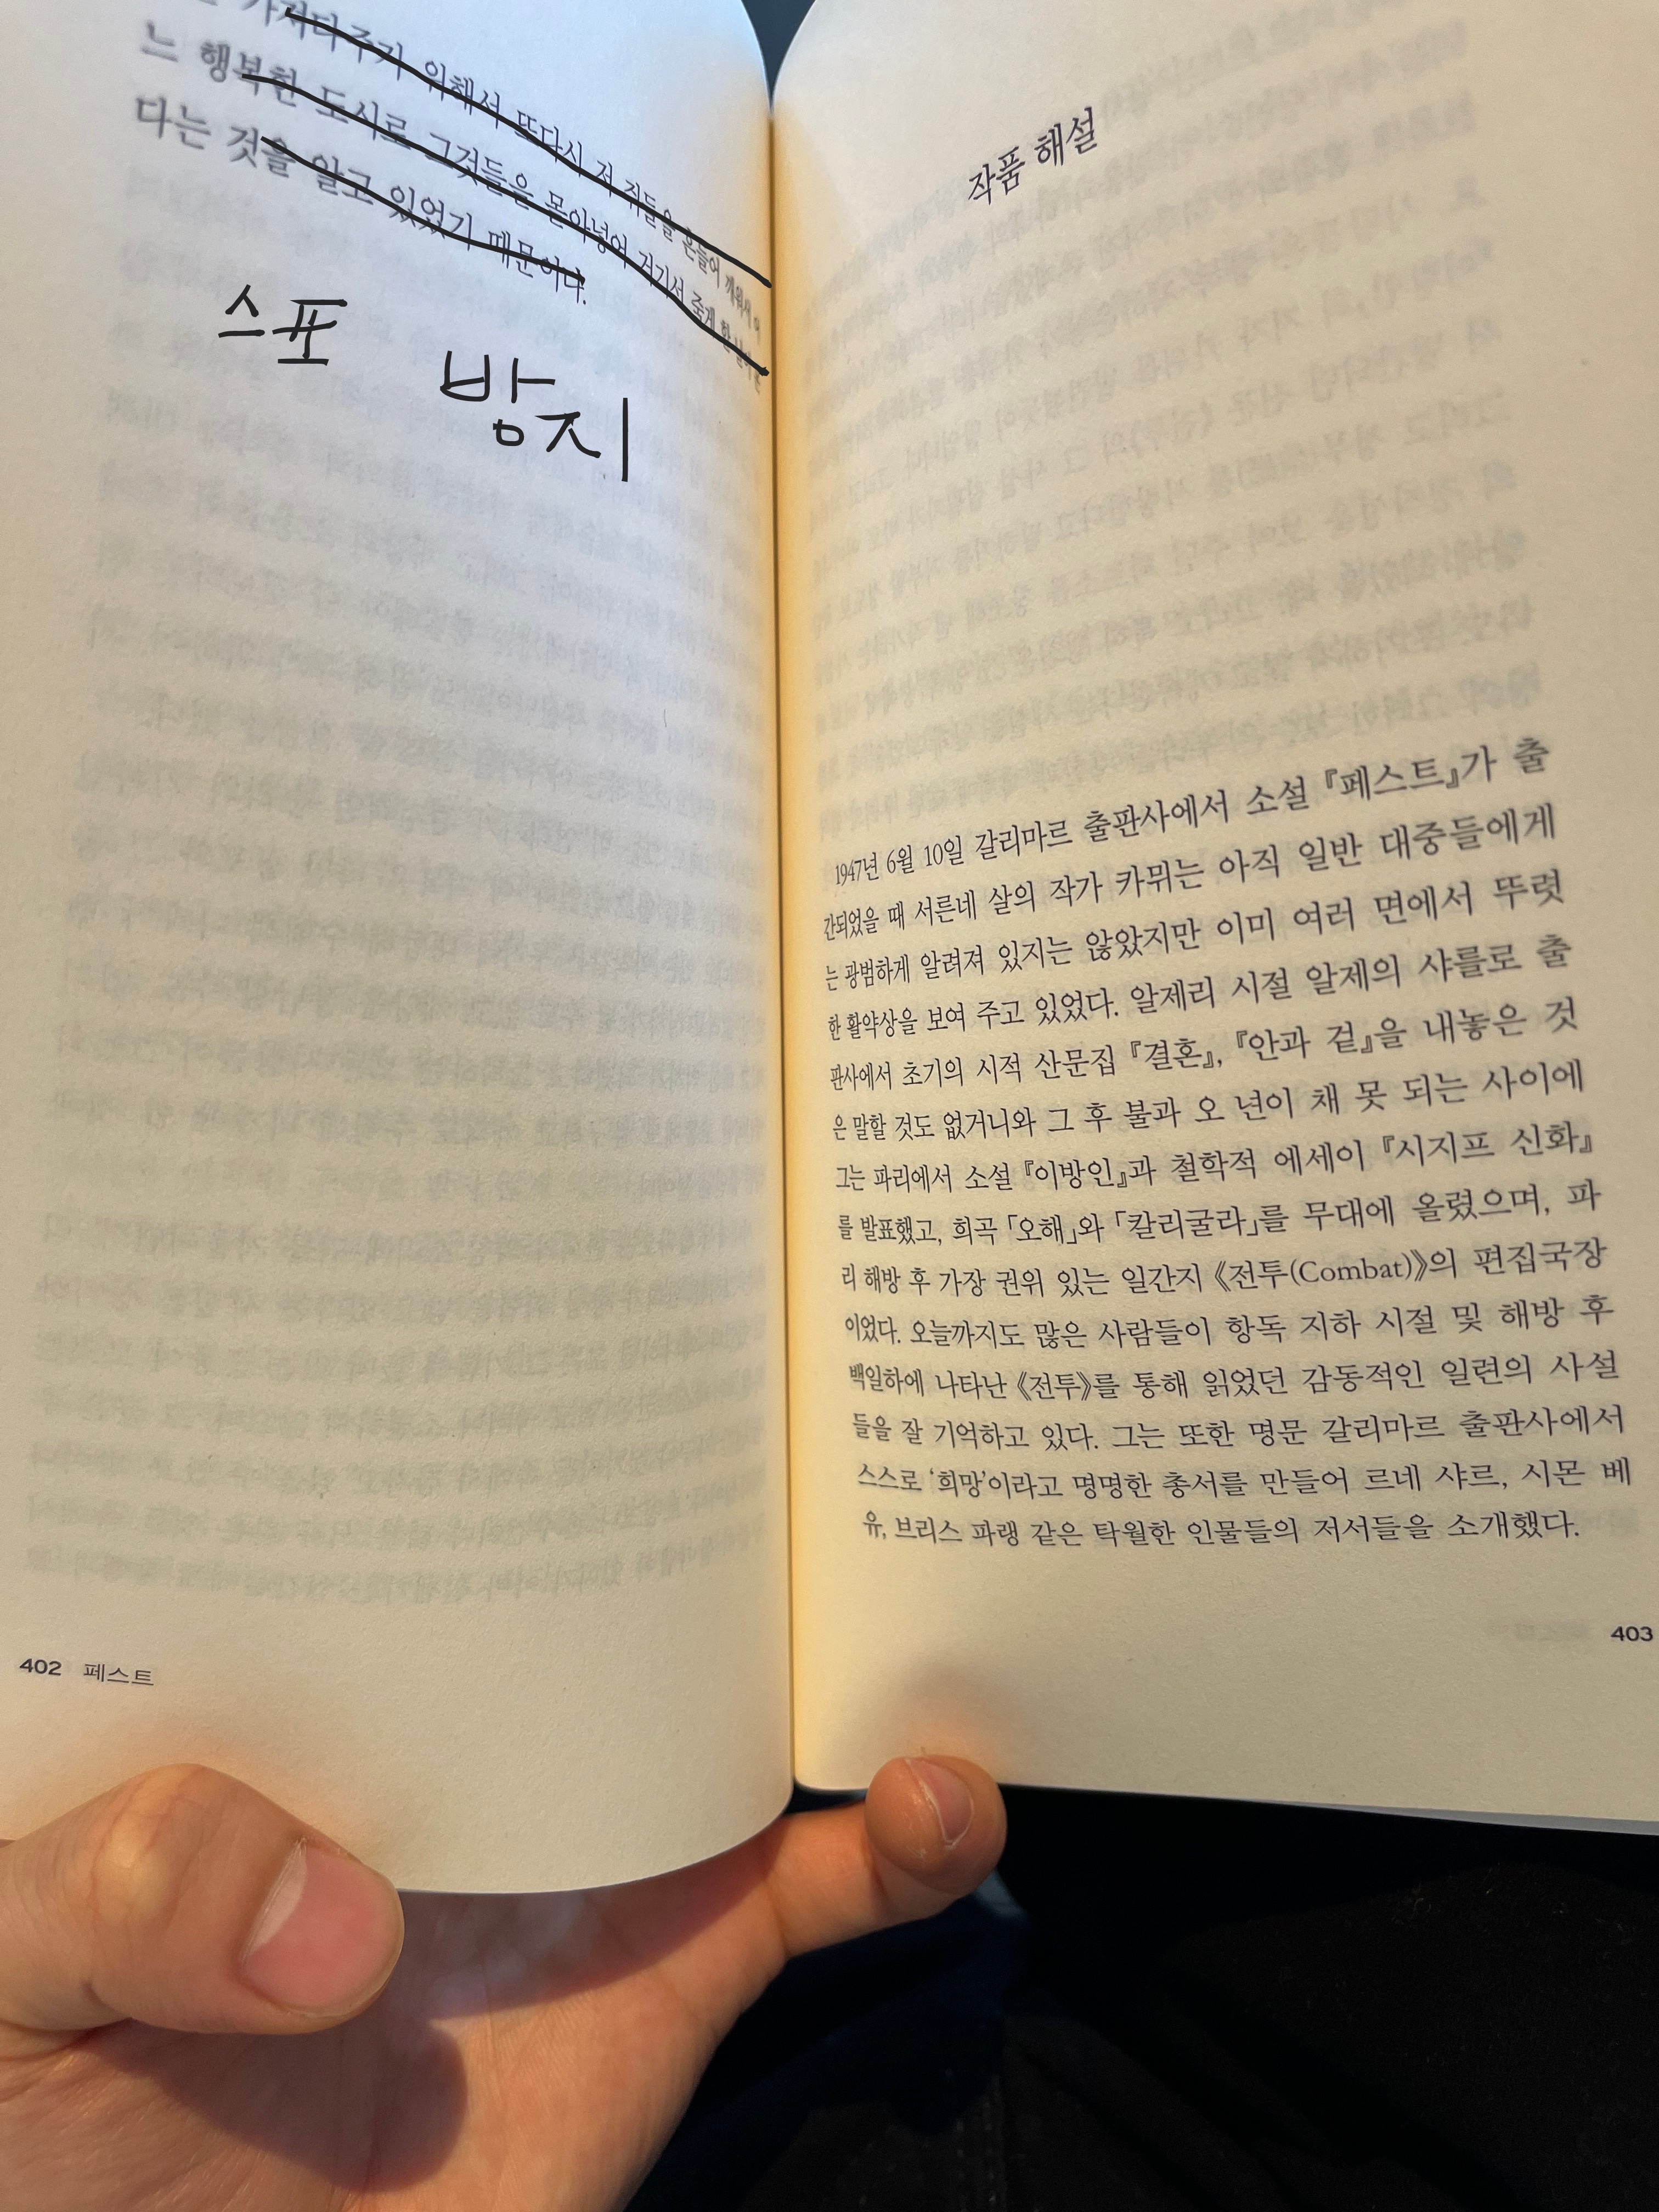 가져다주기 위해서 또다시 저 쥐들을 흔들어 깨워서 어
느 행복한 도시로 그것들을 몰아넣어 거기서 죽게 한
다는 것을 알고 있었기 때문이다.
스포
방지
402 페스트
작품 해설
1947년 6월 10일 갈리마르 출판사에서 소설 『페스트』가 출
간되었을 때 서른네 살의 작가 카뮈는 아직 일반 대중들에게
는 광범하게 알려져 있지는 않았지만 이미 여러 면에서 뚜렷
한 활약상을 보여 주고 있었다. 알제리 시절 알제의 샤를로 출
판사에서 초기의 시적 산문집 『결혼』, 『안과 겉』을 내놓은 것
은 말할 것도 없거니와 그 후 불과 오 년이 채 못 되는 사이에
그는 파리에서 소설 『이방인』과 철학적 에세이 『시지프 신화』
를 발표했고, 희곡 「오해」와 「칼리굴라」를 무대에 올렸으며, 파
리 해방 후 가장 권위 있는 일간지 《전투(Combat)》의 편집국장
이었다. 오늘까지도 많은 사람들이 항독 지하 시절 및 해방 후
백일하에 나타난 《전투》를 통해 읽었던 감동적인 일련의 사설
들을 잘 기억하고 있다. 그는 또한 명문 갈리마르 출판사에서
스스로 '희망'이라고 명명한 총서를 만들어 르네 샤르, 시몬 베
유, 브리스 파랭 같은 탁월한 인물들의 저서들을 소개했다.
403